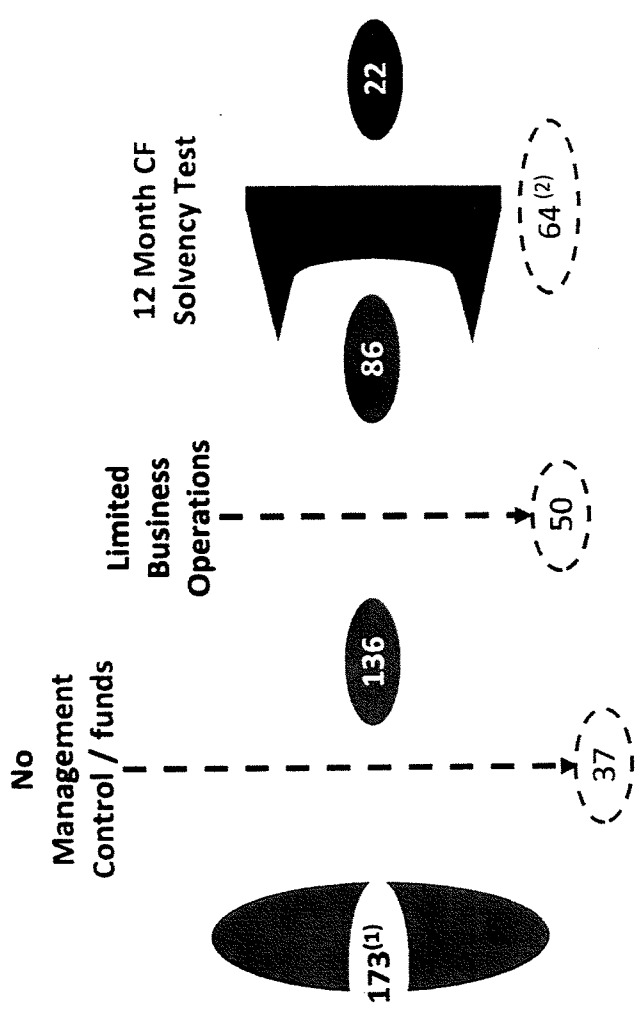 No
Management
Control / funds
Limited
Business
Operations
12 Month CF
Solvency Test
173(1)
136
86
22
37
50
64 (2)